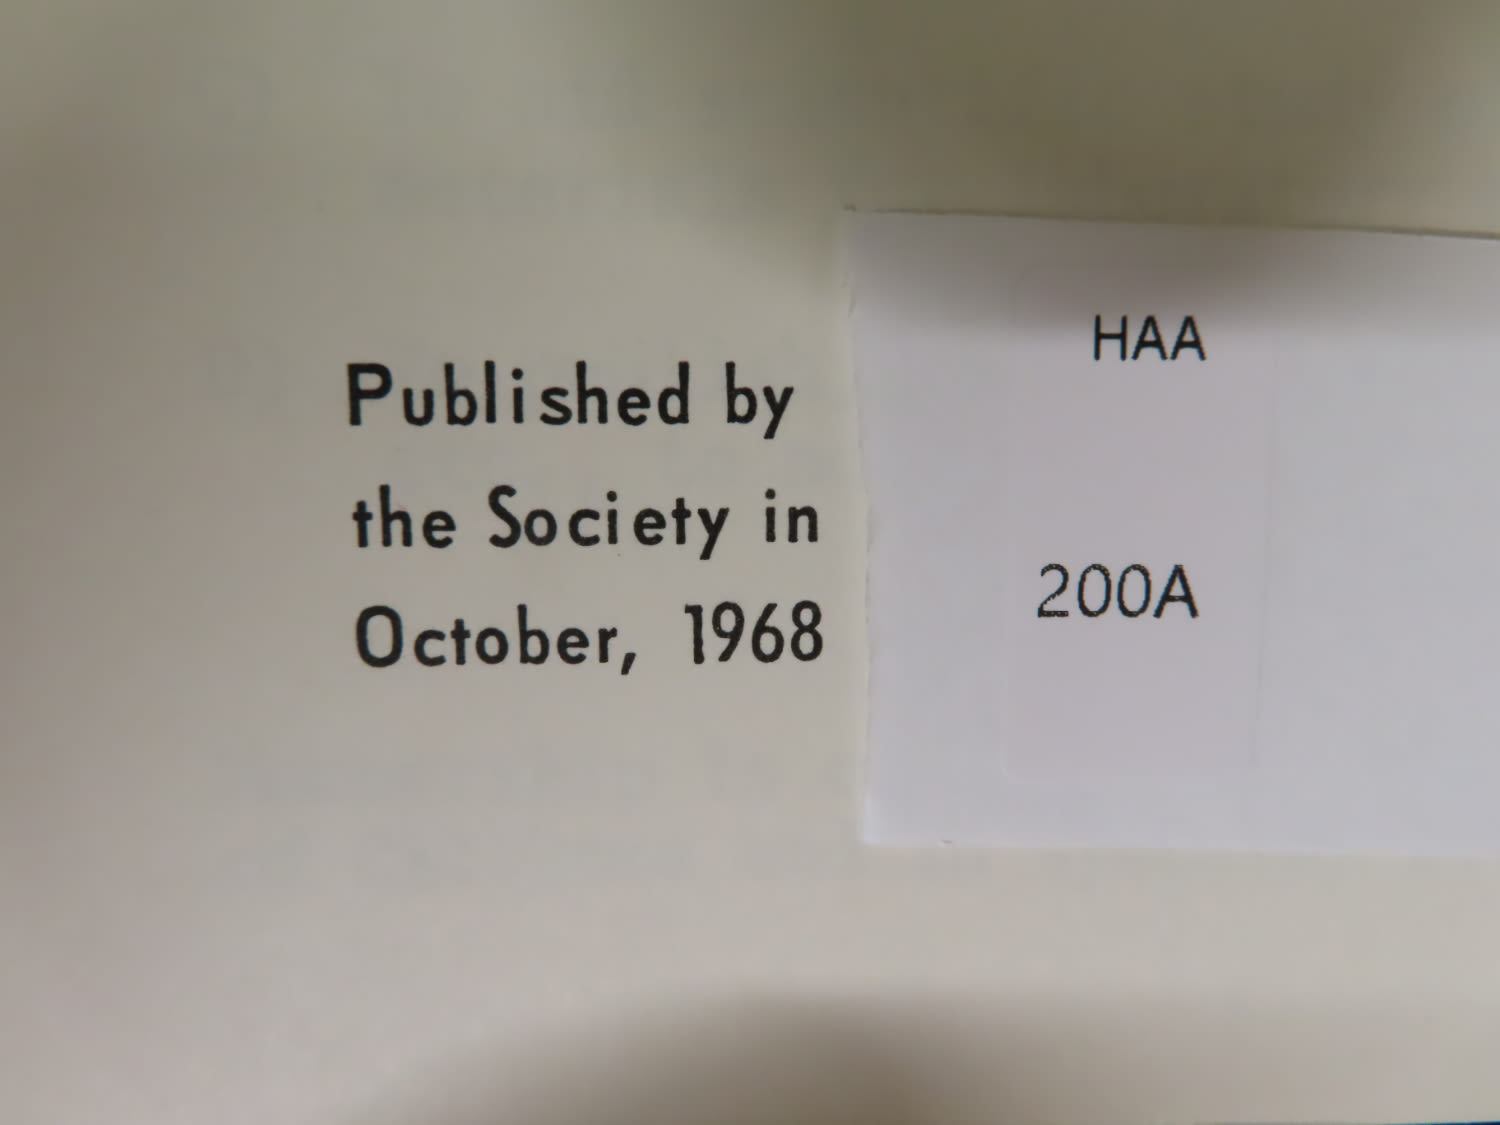 Published by
the Society in
October, 1968
HAA
200A